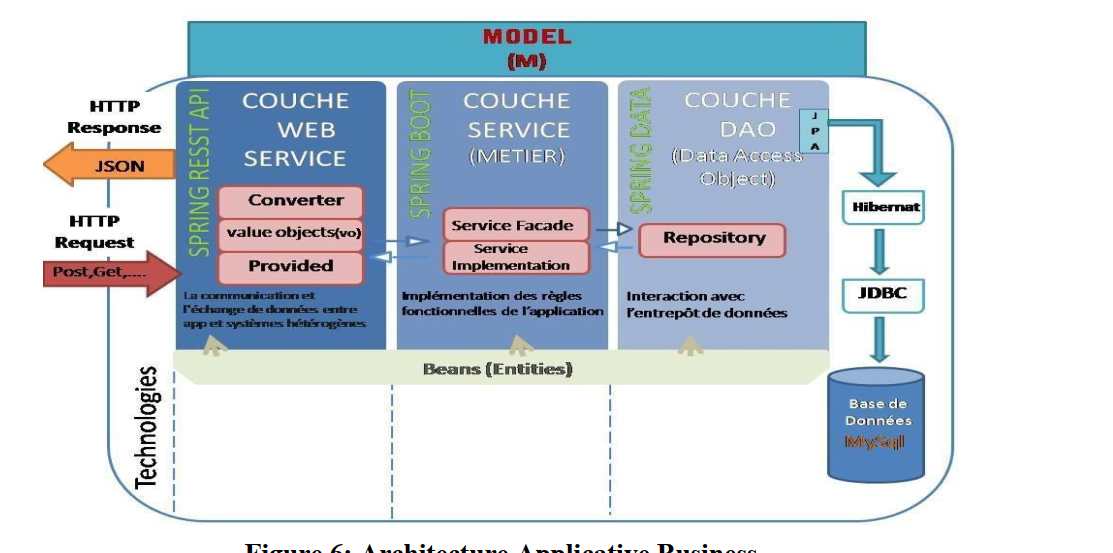 MODEL
(M)
HTTP
Response
JSON
HTTP
Request
Post,Get,.....
SPRING RESST API
COUCHE
WEB
SERVICE
Converter
value objects(vo)
Provided
La communication et
l'échange de données entre
app et systèmes hétérogènes
SPRING BOOT
COUCHE
SERVICE
(METIER)
Service Facade
Service
Implementation
Implémentation des règles
fonctionnelles de l'application
SPRING DATA
COUCHE
DAO
(Data Access
Object)
JPA
Repository
Interaction avec
l'entrepôt de données
Hibernat
JDBC
Base de
Données
MySql
Beans (Entities)
Technologies
Figure 6: Architecture Applicative Business